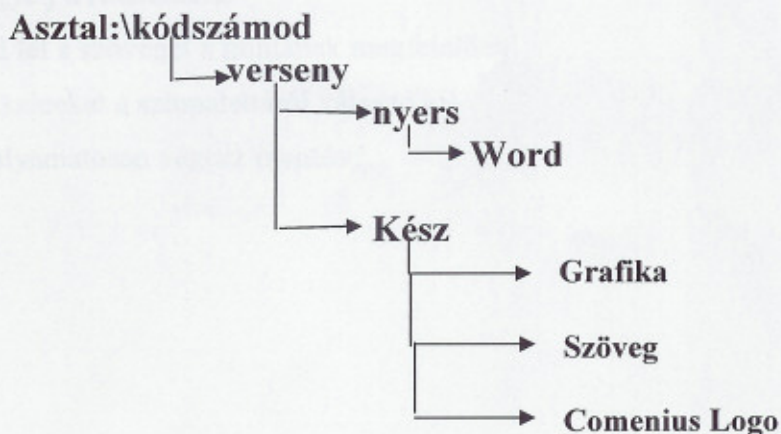 Asztal:\kódszámod
verseny
nyers
Word
Kész
Grafika
Szöveg
Comenius Logo